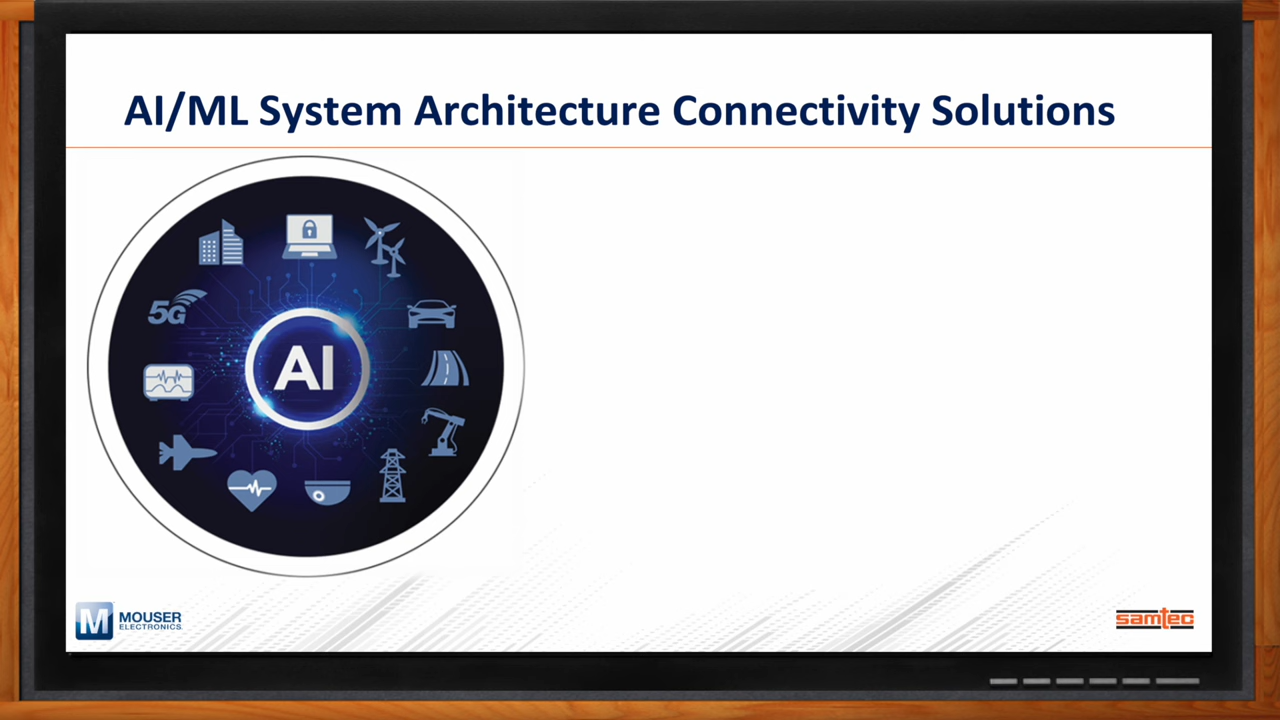 AI/ML System Architecture Connectivity Solutions
5G
AI
M MOUSER
ELECTRONICS
samtec